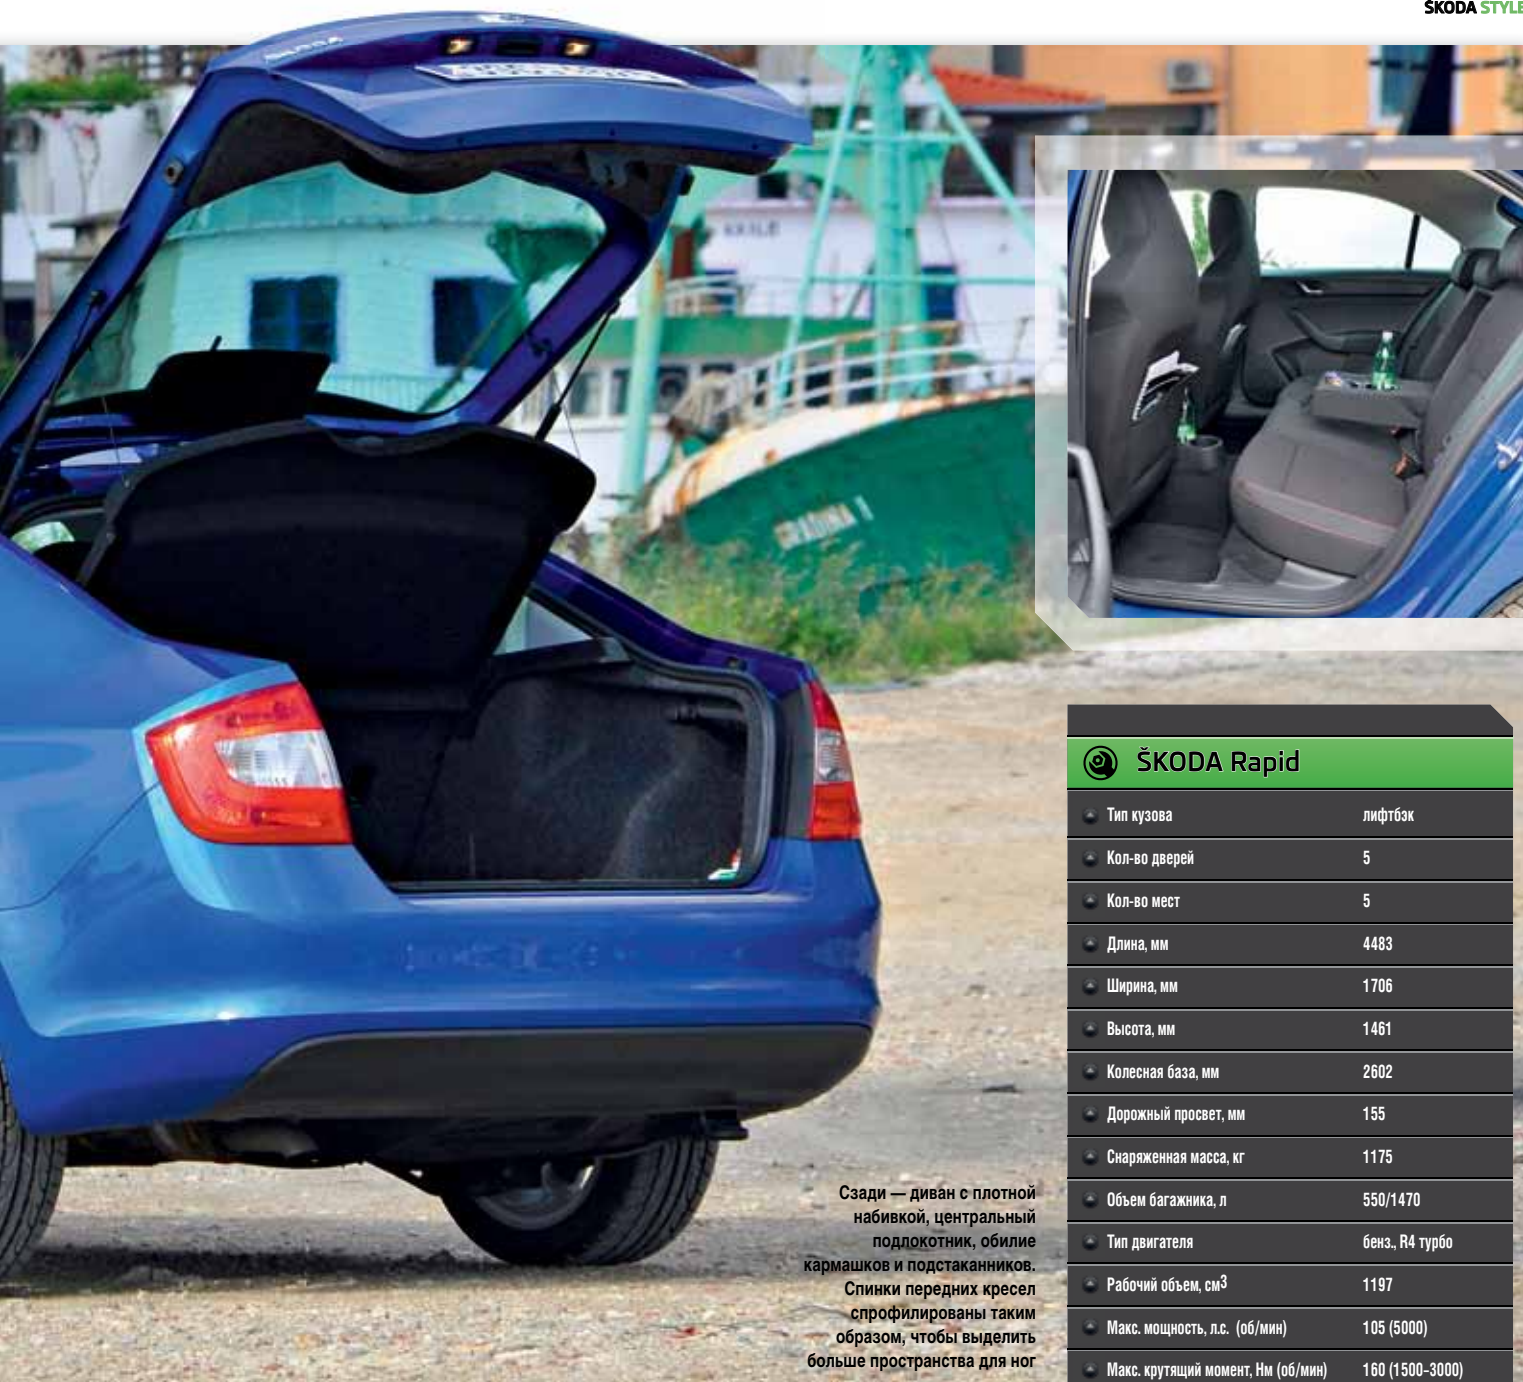 ŠKODA STYLE
ŠKODA Rapid
Тип кузова лифтбэк
Кол-во дверей 5
Кол-во мест 5
Длина, мм 4483
Ширина, мм 1706
Высота, мм 1461
Колесная база, мм 2602
Дорожный просвет, мм 155
Снаряженная масса, кг 1175
Объем багажника, л 550/1470
Тип двигателя бенз., R4 турбо
Рабочий объем, см3 1197
Макс. мощность, л.с. (об/мин) 105 (5000)
Макс. крутящий момент, Нм (об/мин) 160 (1500-3000)
Сзади — диван с плотной
набивкой, центральный
подлокотник, обилие
кармашков и подстаканников.
Спинки передних кресел
спрофилированы таким
образом, чтобы выделить
больше пространства для ног